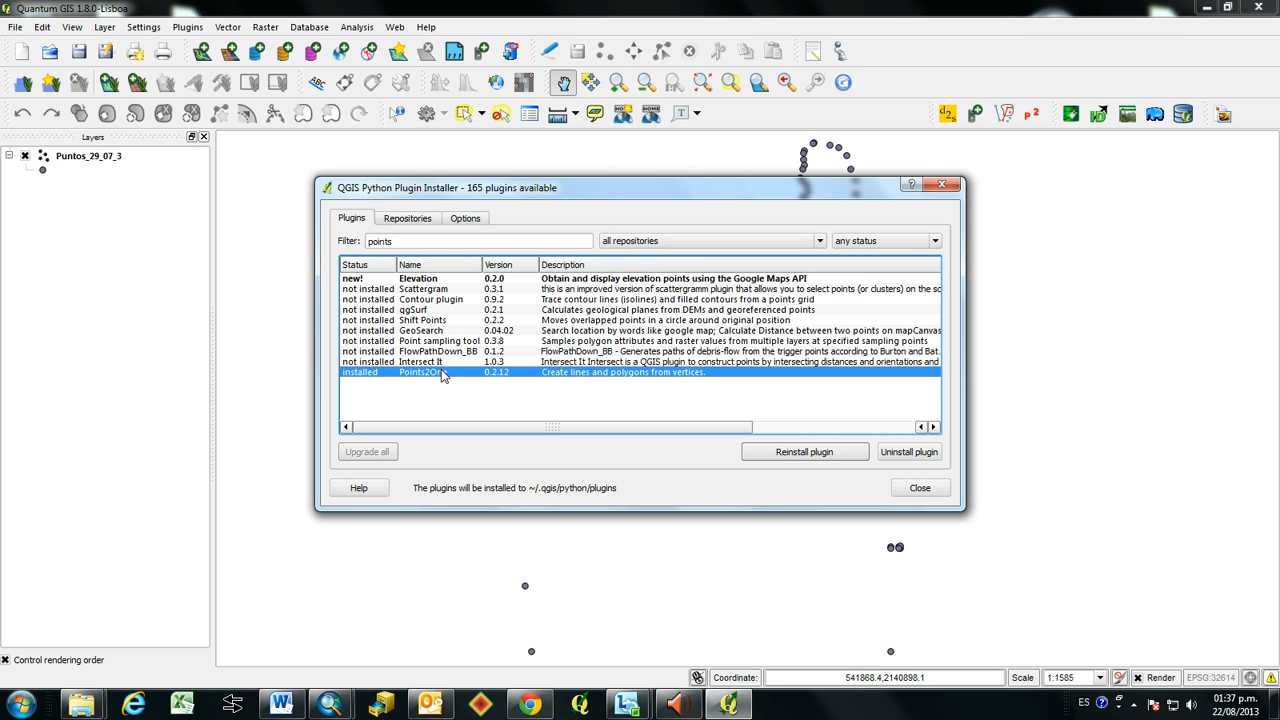 Quantum GIS 1.8.0-Lisboa
File Edit View Layer Settings Plugins Vector Raster Database Analysis Web Help
Layers
Puntos_29_07_3
QGIS Python Plugin Installer - 165 plugins available
Plugins Repositories Options
Filter: points all repositories any status
Status Name Version Description
new! Elevation 0.2.0 Obtain and display elevation points using the Google Maps API
not installed Scattergram 0.3.1 this is an improved version of scattergramm plugin that allows you to select points (or clusters) on the sc
not installed Contour plugin 0.9.2 Trace contour lines (isolines) and filled contours from a points grid
not installed qgSurf 0.2.1 Calculates geological planes from DEMs and georeferenced points
not installed Shift Points 0.2.2 Moves overlapped points in a circle around original position
not installed GeoSearch 0.04.02 Search location by words like google map; Calculate Distance between two points on mapCanvas
not installed Point sampling tool 0.3.8 Samples polygon attributes and raster values from multiple layers at specified sampling points
not installed FlowPathDown_BB 0.1.2 FlowPathDown_BB - Generates paths of debris-flow from the trigger points according to Burton and Bat.
not installed Intersect It 1.0.3 Intersect It Intersect is a QGIS plugin to construct points by intersecting distances and orientations and
installed Points2On 0.2.12 Create lines and polygons from vertices.
Upgrade all Reinstall plugin Uninstall plugin
Help The plugins will be installed to ~/.qgis/python/plugins Close
Control rendering order
Coordinate: 541868.4,2140898.1 Scale 1:1585 Render EPSG:32614
ES 01:37 p.m.
22/08/2013